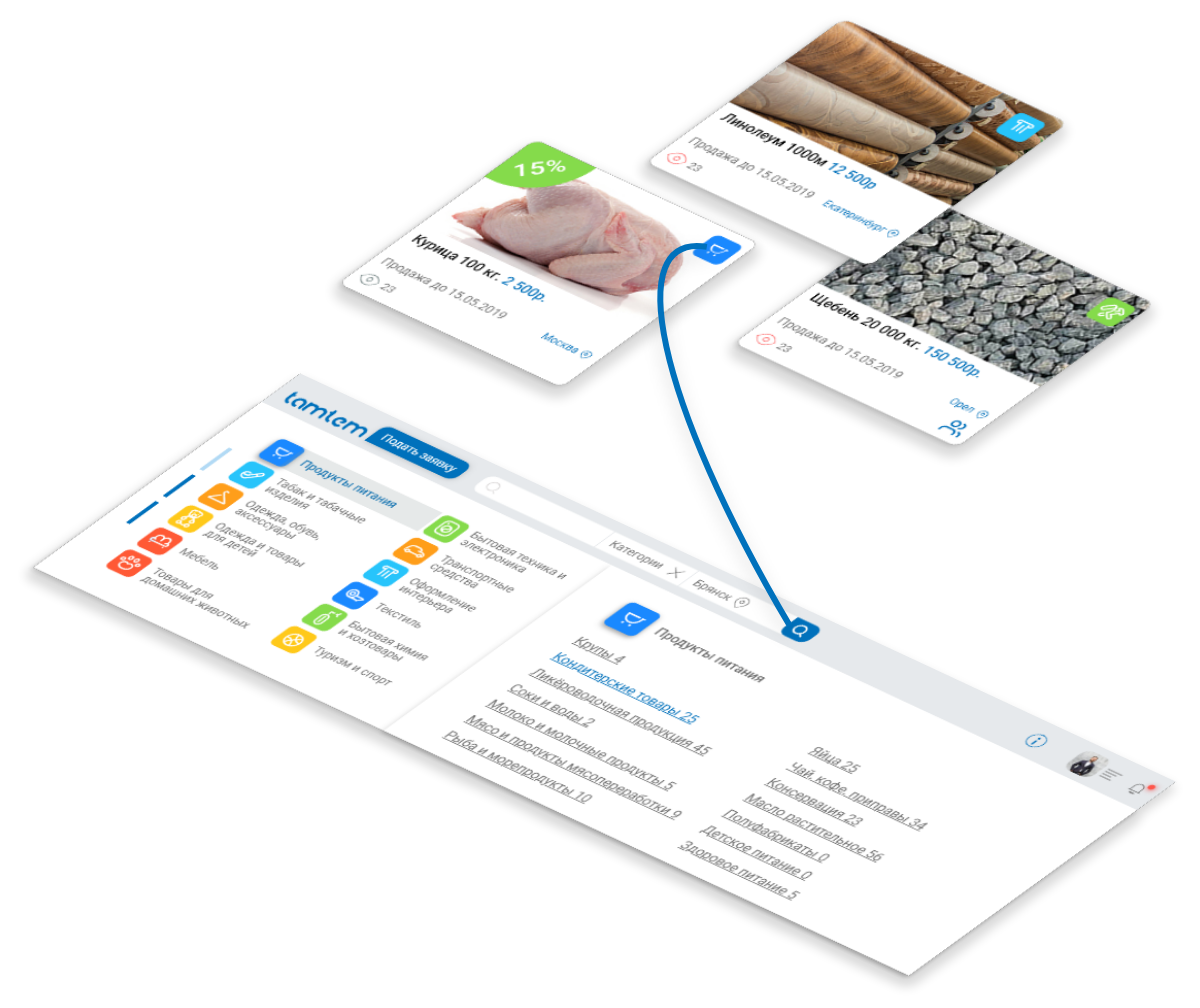 Линолеум 1000м 12 500р
Продажа до 15.05.2019
23
Екатеринбург
15%
Курица 100 кг. 2 500р.
Продажа до 15.05.2019
23
Москва
Щебень 20 000 кг. 150 500р.
Продажа до 15.05.2019
23
Орел
tamtem
Подать заявку
Категории
Брянск
Продукты питания
Табак и табачные
изделия
Одежда, обувь,
аксессуары
Одежда и товары
для детей
Мебель
Товары для
домашних животных
Бытовая техника и
электроника
Транспортные
средства
Оформление
интерьера
Текстиль
Бытовая химия
и хозтовары
Туризм и спорт
Продукты питания
Крупы 4
Кондитерские товары 25
Ликёроводочная продукция 45
Соки и воды 2
Молоко и молочные продукты 5
Мясо и продукты мясопереработки 9
Рыба и морепродукты 10
Яйца 25
Чай, кофе, приправы 34
Консервация 23
Масло растительное 56
Полуфабрикаты 0
Детское питание 0
Здоровое питание 5